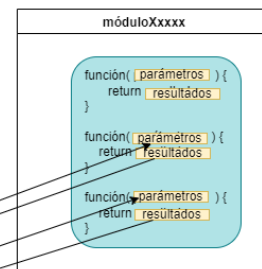 móduloXxxxx
función( parámetros ) {
return resultados
}
función( parámetros ) {
return resultados
}
función( parámetros ) {
return resultados
}